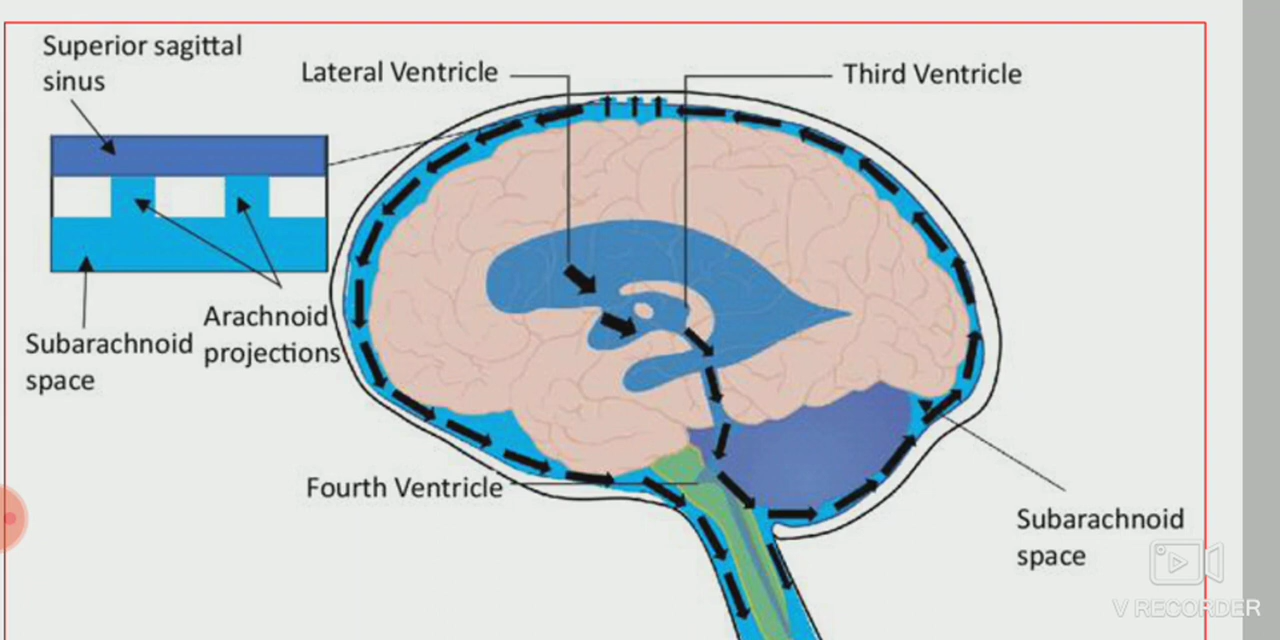 Superior sagittal
sinus
Lateral Ventricle
Third Ventricle
Arachnoid
projections
Subarachnoid
space
Fourth Ventricle
Subarachnoid
space
V RECORDER